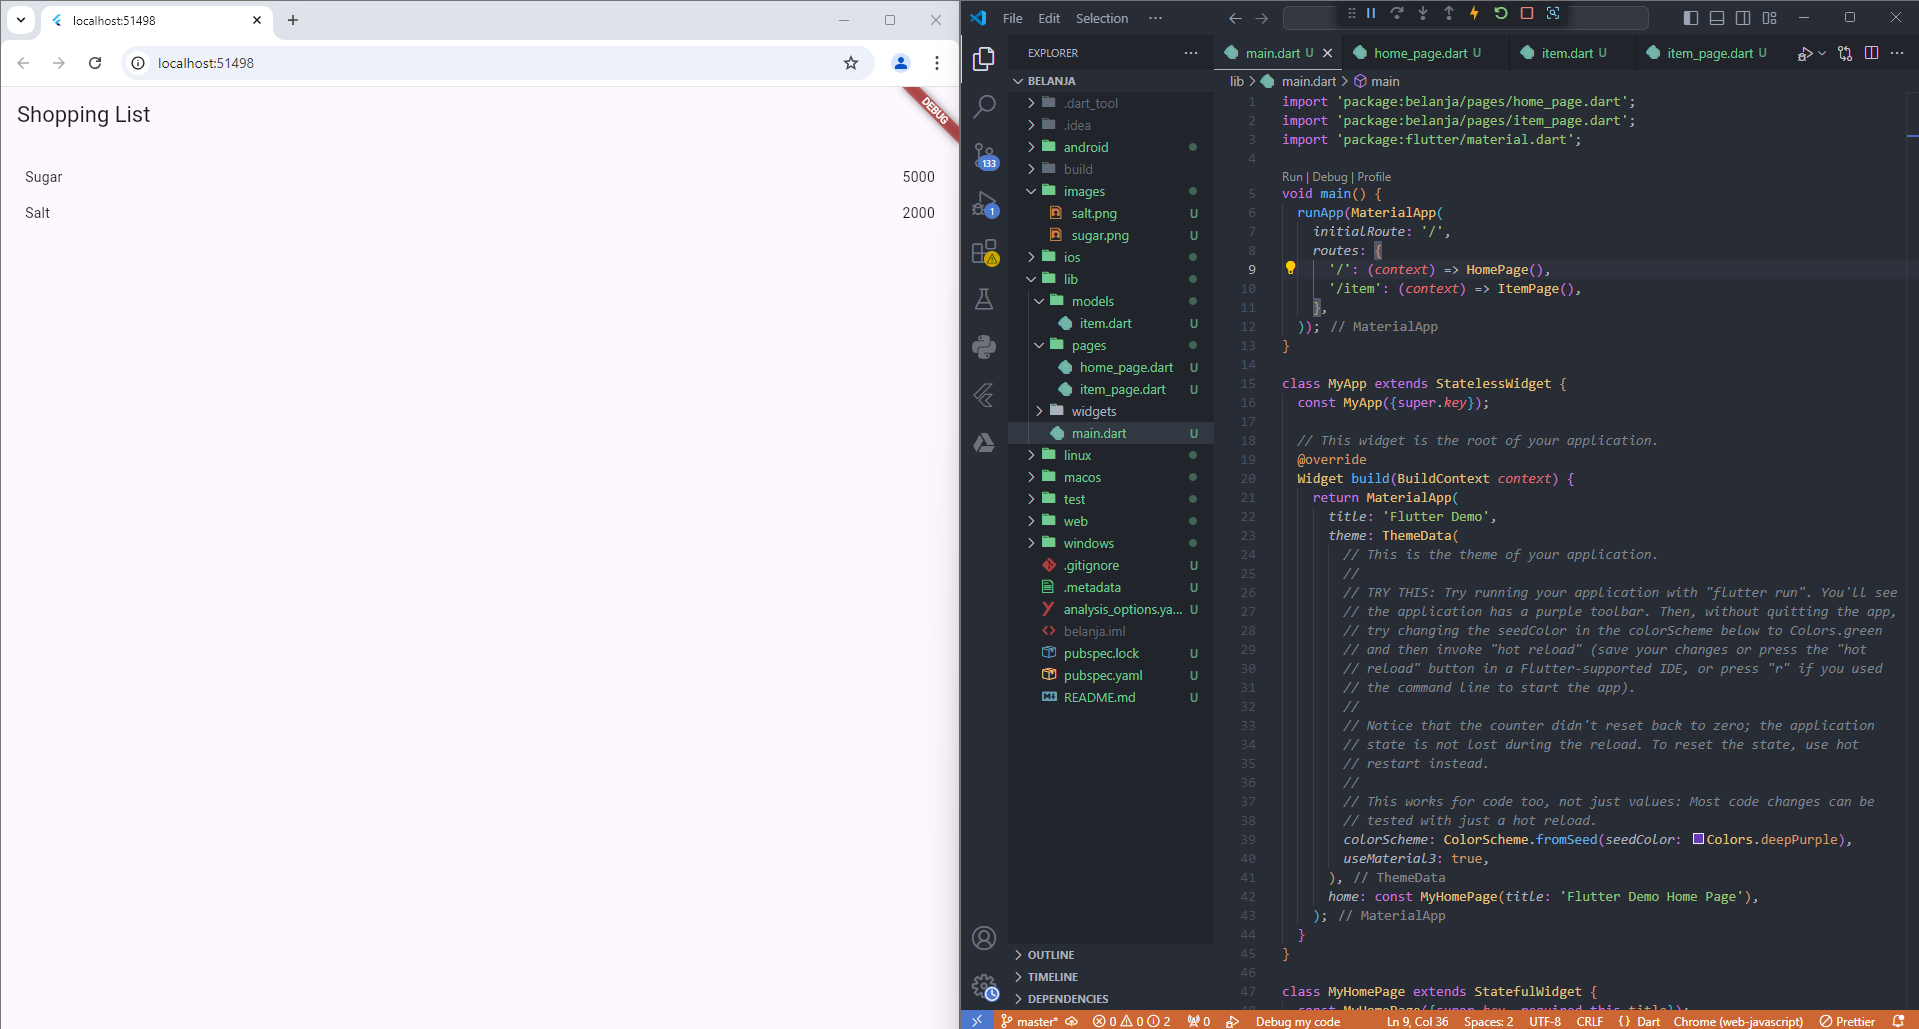 localhost:51498
localhost:51498
Shopping List
DEBUG
Sugar 5000
Salt 2000
File Edit Selection ···
EXPLORER ···
BELANJA
.dart_tool
.idea
android
build
images
salt.png U
sugar.png U
ios
lib
models
item.dart U
pages
home_page.dart U
item_page.dart U
widgets
main.dart U
linux
macos
test
web
windows
.gitignore U
.metadata U
analysis_options.ya... U
belanja.iml
pubspec.lock U
pubspec.yaml U
README.md U
OUTLINE
TIMELINE
DEPENDENCIES
133
1
main.dart U home_page.dart U item.dart U item_page.dart U
lib > main.dart > main
1 import 'package:belanja/pages/home_page.dart';
2 import 'package:belanja/pages/item_page.dart';
3 import 'package:flutter/material.dart';
4
Run | Debug | Profile
5 void main() {
6 runApp(MaterialApp(
7 initialRoute: '/',
8 routes: {
9 '/': (context) => HomePage(),
10 '/item': (context) => ItemPage(),
11 },
12 )); // MaterialApp
13 }
14
15 class MyApp extends StatelessWidget {
16 const MyApp({super.key});
17
18 // This widget is the root of your application.
19 @override
20 Widget build(BuildContext context) {
21 return MaterialApp(
22 title: 'Flutter Demo',
23 theme: ThemeData(
24 // This is the theme of your application.
25 //
26 // TRY THIS: Try running your application with "flutter run". You'll see
27 // the application has a purple toolbar. Then, without quitting the app,
28 // try changing the seedColor in the colorScheme below to Colors.green
29 // and then invoke "hot reload" (save your changes or press the "hot
30 // reload" button in a Flutter-supported IDE, or press "r" if you used
31 // the command line to start the app).
32 //
33 // Notice that the counter didn't reset back to zero; the application
34 // state is not lost during the reload. To reset the state, use hot
35 // restart instead.
36 //
37 // This works for code too, not just values: Most code changes can be
38 // tested with just a hot reload.
39 colorScheme: ColorScheme.fromSeed(seedColor: Colors.deepPurple),
40 useMaterial3: true,
41 ), // ThemeData
42 home: const MyHomePage(title: 'Flutter Demo Home Page'),
43 ); // MaterialApp
44 }
45 }
46
47 class MyHomePage extends StatefulWidget {
48 const MyHomePage({super.key, required this.title});
master* 0 0 2 0 Debug my code Ln 9, Col 36 Spaces: 2 UTF-8 CRLF { } Dart Chrome (web-javascript) Prettier